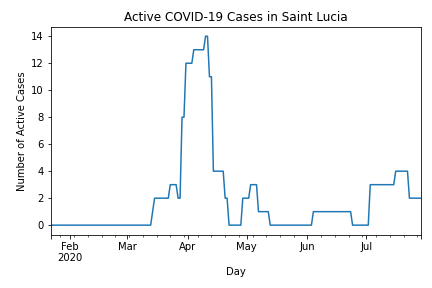 Active COVID-19 Cases in Saint Lucia
Number of Active Cases
14
12
10
8
6
4
2
0
Feb
2020
Mar
Apr
May
Jun
Jul
Day